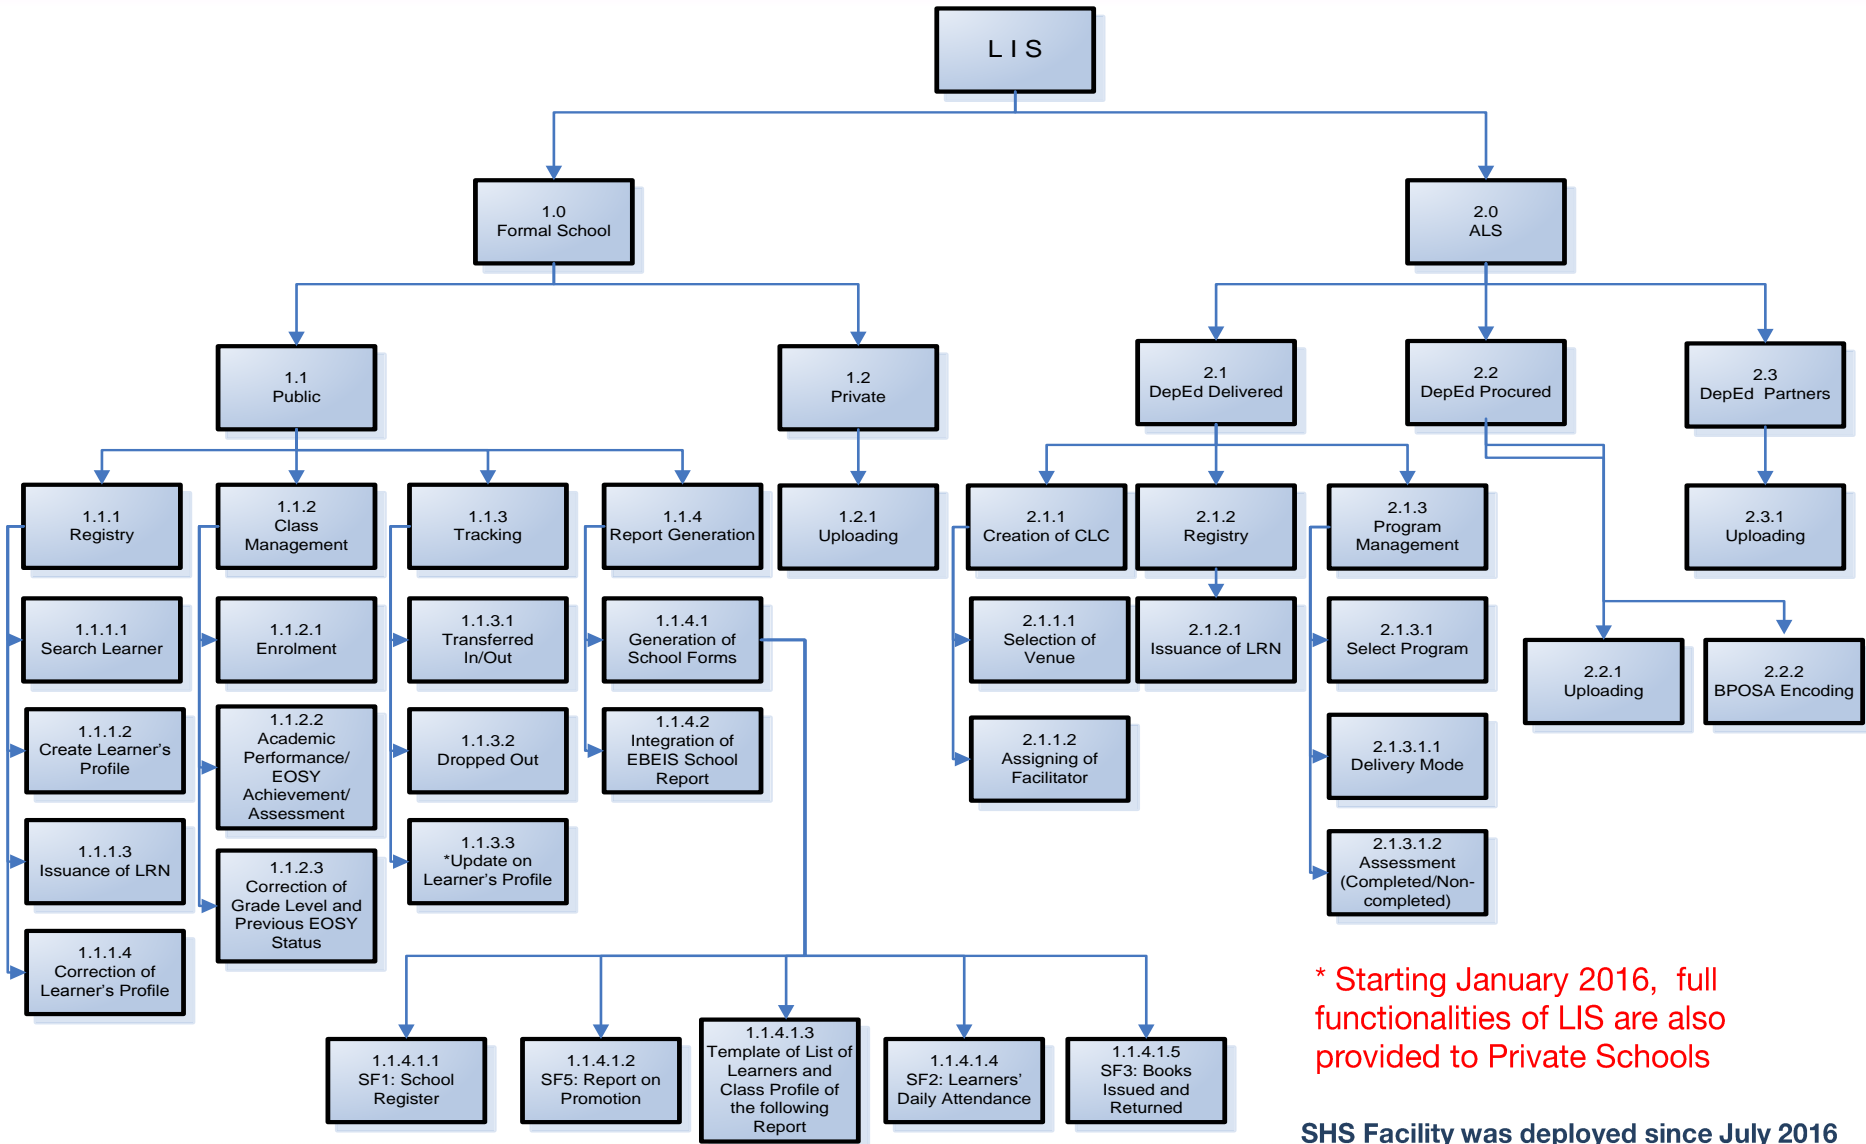 L I S
1.0
Formal School
2.0
ALS
1.1
Public
1.2
Private
2.1
DepEd Delivered
2.2
DepEd Procured
2.3
DepEd Partners
1.1.1
Registry
1.1.2
Class
Management
1.1.3
Tracking
1.1.4
Report Generation
1.2.1
Uploading
2.1.1
Creation of CLC
2.1.2
Registry
2.1.3
Program
Management
2.3.1
Uploading
1.1.1.1
Search Learner
1.1.2.1
Enrolment
1.1.3.1
Transferred
In/Out
1.1.4.1
Generation of
School Forms
2.1.1.1
Selection of
Venue
2.1.2.1
Issuance of LRN
2.1.3.1
Select Program
2.2.1
Uploading
2.2.2
BPOSA Encoding
1.1.1.2
Create Learner's
Profile
1.1.2.2
Academic
Performance/
EOSY
Achievement/
Assessment
1.1.3.2
Dropped Out
1.1.4.2
Integration of
EBEIS School
Report
2.1.1.2
Assigning of
Facilitator
2.1.3.1.1
Delivery Mode
1.1.1.3
Issuance of LRN
1.1.2.3
Correction of
Grade Level and
Previous EOSY
Status
1.1.3.3
*Update on
Learner's Profile
2.1.3.1.2
Assessment
(Completed/Non-
completed)
1.1.1.4
Correction of
Learner's Profile
1.1.4.1.1
SF1: School
Register
1.1.4.1.2
SF5: Report on
Promotion
1.1.4.1.3
Template of List of
Learners and
Class Profile of
the following
Report
1.1.4.1.4
SF2: Learners'
Daily Attendance
1.1.4.1.5
SF3: Books
Issued and
Returned
* Starting January 2016, full
functionalities of LIS are also
provided to Private Schools
SHS Facility was deployed since July 2016